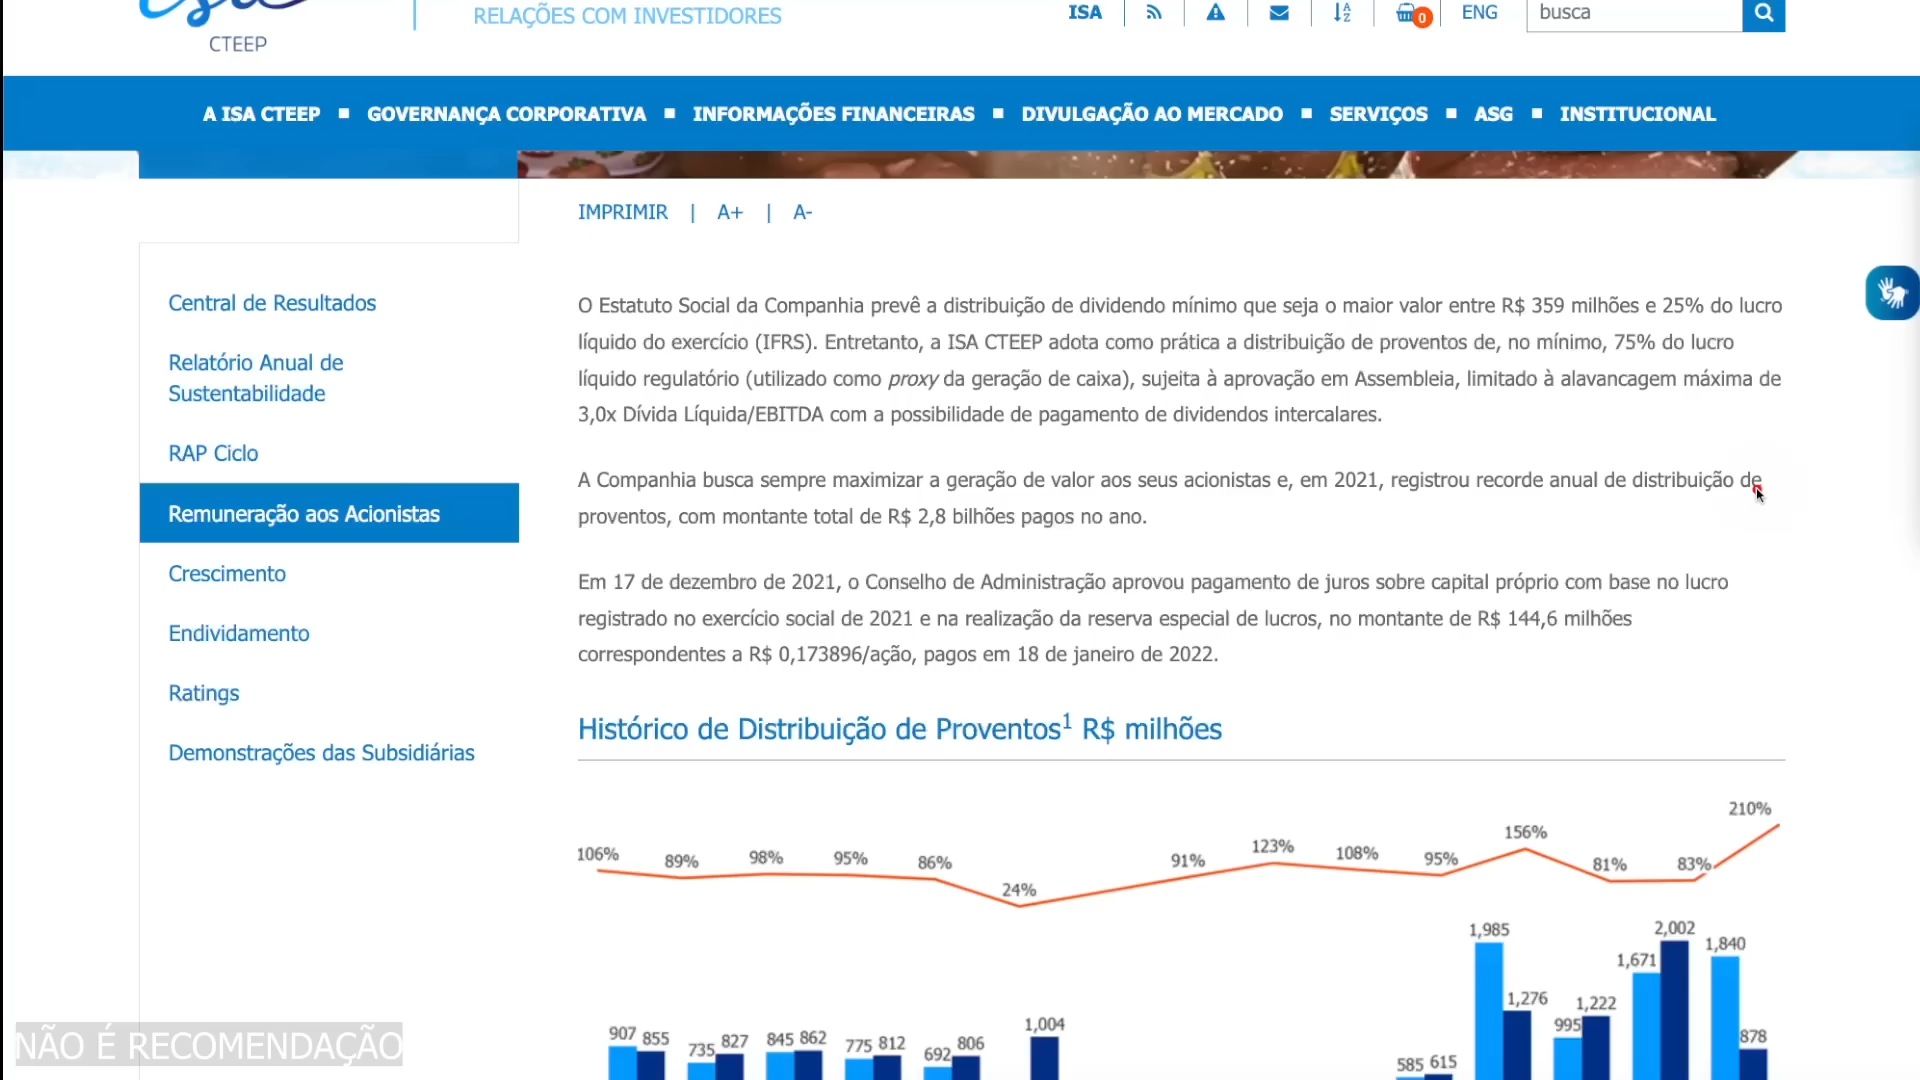 CTEEP
RELAÇÕES COM INVESTIDORES
ISA
0
ENG
busca
A ISA CTEEP ▪ GOVERNANÇA CORPORATIVA ▪ INFORMAÇÕES FINANCEIRAS ▪ DIVULGAÇÃO AO MERCADO ▪ SERVIÇOS ▪ ASG ▪ INSTITUCIONAL
IMPRIMIR | A+ | A-
Central de Resultados
Relatório Anual de
Sustentabilidade
RAP Ciclo
Remuneração aos Acionistas
Crescimento
Endividamento
Ratings
Demonstrações das Subsidiárias
O Estatuto Social da Companhia prevê a distribuição de dividendo mínimo que seja o maior valor entre R$ 359 milhões e 25% do lucro
líquido do exercício (IFRS). Entretanto, a ISA CTEEP adota como prática a distribuição de proventos de, no mínimo, 75% do lucro
líquido regulatório (utilizado como proxy da geração de caixa), sujeita à aprovação em Assembleia, limitado à alavancagem máxima de
3,0x Dívida Líquida/EBITDA com a possibilidade de pagamento de dividendos intercalares.
A Companhia busca sempre maximizar a geração de valor aos seus acionistas e, em 2021, registrou recorde anual de distribuição de
proventos, com montante total de R$ 2,8 bilhões pagos no ano.
Em 17 de dezembro de 2021, o Conselho de Administração aprovou pagamento de juros sobre capital próprio com base no lucro
registrado no exercício social de 2021 e na realização da reserva especial de lucros, no montante de R$ 144,6 milhões
correspondentes a R$ 0,173896/ação, pagos em 18 de janeiro de 2022.
Histórico de Distribuição de Proventos1 R$ milhões
106% 89% 98% 95% 86% 24% 91% 123% 108% 95% 156% 81% 83% 210%
907 855 735 827 845 862 775 812 692 806 1,004 585 615 1,985 1,276 995 1,222 1,671 2,002 1,840 878
NÃO É RECOMENDAÇÃO